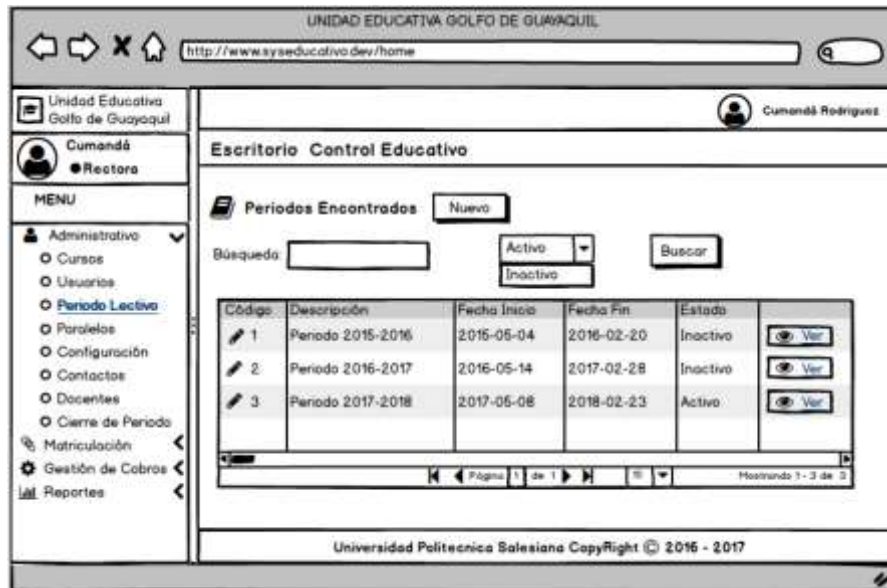 UNIDAD EDUCATIVA GOLFO DE GUAYAQUIL
http://www.syseducativo.dev/home
Unidad Educativa
Golfo de Guayaquil
Cumandá Rodriguez
Cumandá
Rectora
Escritorio Control Educativo
MENU
Periodos Encontrados Nuevo
Administrativo
Cursos
Usuarios
Periodo Lectivo
Paralelos
Configuración
Contactos
Docentes
Cierre de Periodo
Matriculación
Gestión de Cobros
Reportes
Búsqueda: Activo Buscar
Inactivo
Código Descripción Fecha Inicio Fecha Fin Estado
1 Periodo 2015-2016 2015-05-04 2016-02-20 Inactivo Ver
2 Periodo 2016-2017 2016-05-14 2017-02-28 Inactivo Ver
3 Periodo 2017-2018 2017-05-08 2018-02-23 Activo Ver
Página 1 de 1 Mostrando 1 - 3 de 3
Universidad Politecnica Salesiana CopyRight © 2016 - 2017